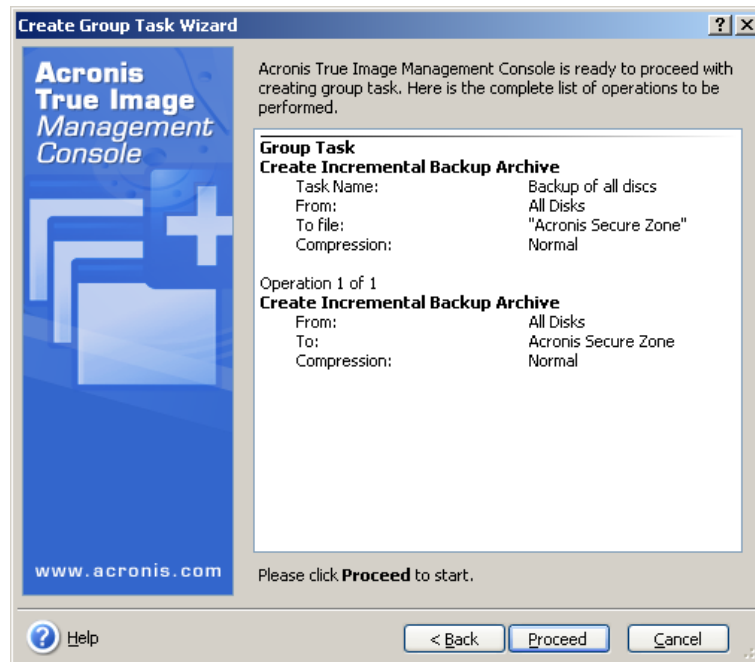 Create Group Task Wizard
Acronis
True Image
Management
Console
www.acronis.com
Acronis True Image Management Console is ready to proceed with
creating group task. Here is the complete list of operations to be
performed.
Group Task
Create Incremental Backup Archive
Task Name: Backup of all discs
From: All Disks
To file: "Acronis Secure Zone"
Compression: Normal
Operation 1 of 1
Create Incremental Backup Archive
From: All Disks
To: Acronis Secure Zone
Compression: Normal
Please click Proceed to start.
Help
< Back
Proceed
Cancel